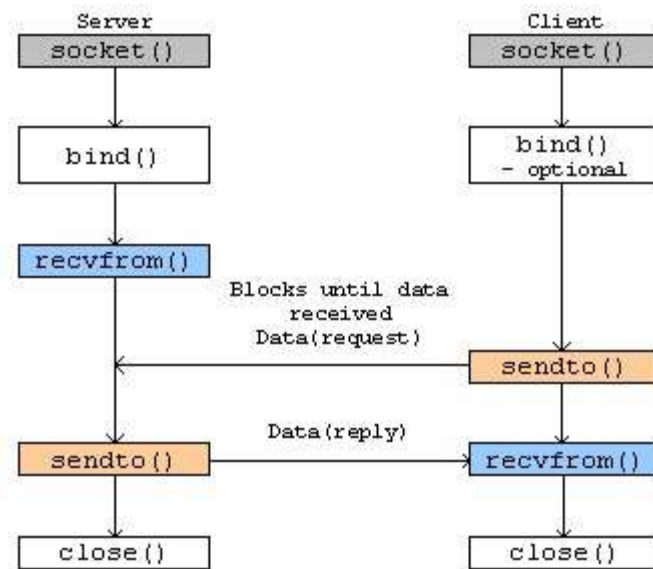 Server
Client
socket()
socket()
bind()
bind()
- optional
recvfrom()
Blocks until data
received
Data(request)
sendto()
Data(reply)
sendto()
recvfrom()
close()
close()